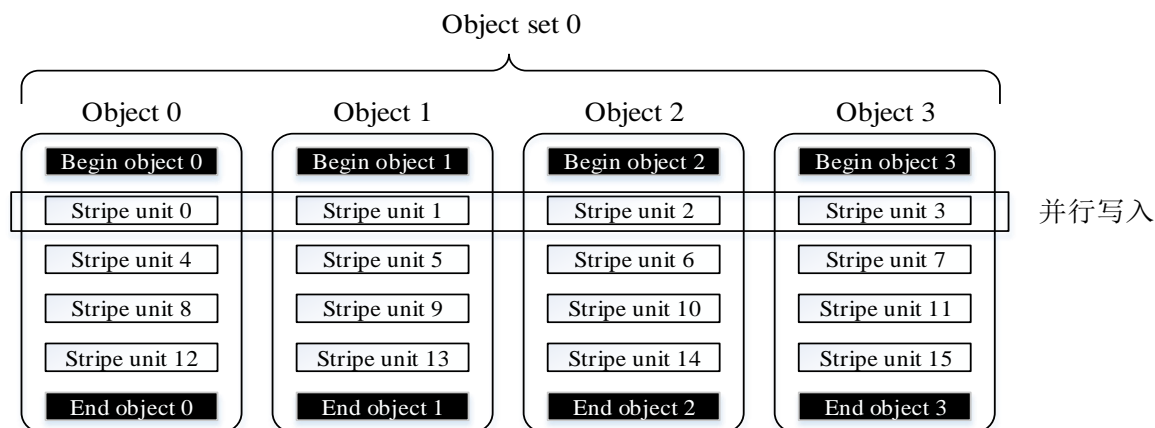 Object set 0
Object 0 Object 1 Object 2 Object 3
Begin object 0 Begin object 1 Begin object 2 Begin object 3
Stripe unit 0 Stripe unit 1 Stripe unit 2 Stripe unit 3 并行写入
Stripe unit 4 Stripe unit 5 Stripe unit 6 Stripe unit 7
Stripe unit 8 Stripe unit 9 Stripe unit 10 Stripe unit 11
Stripe unit 12 Stripe unit 13 Stripe unit 14 Stripe unit 15
End object 0 End object 1 End object 2 End object 3